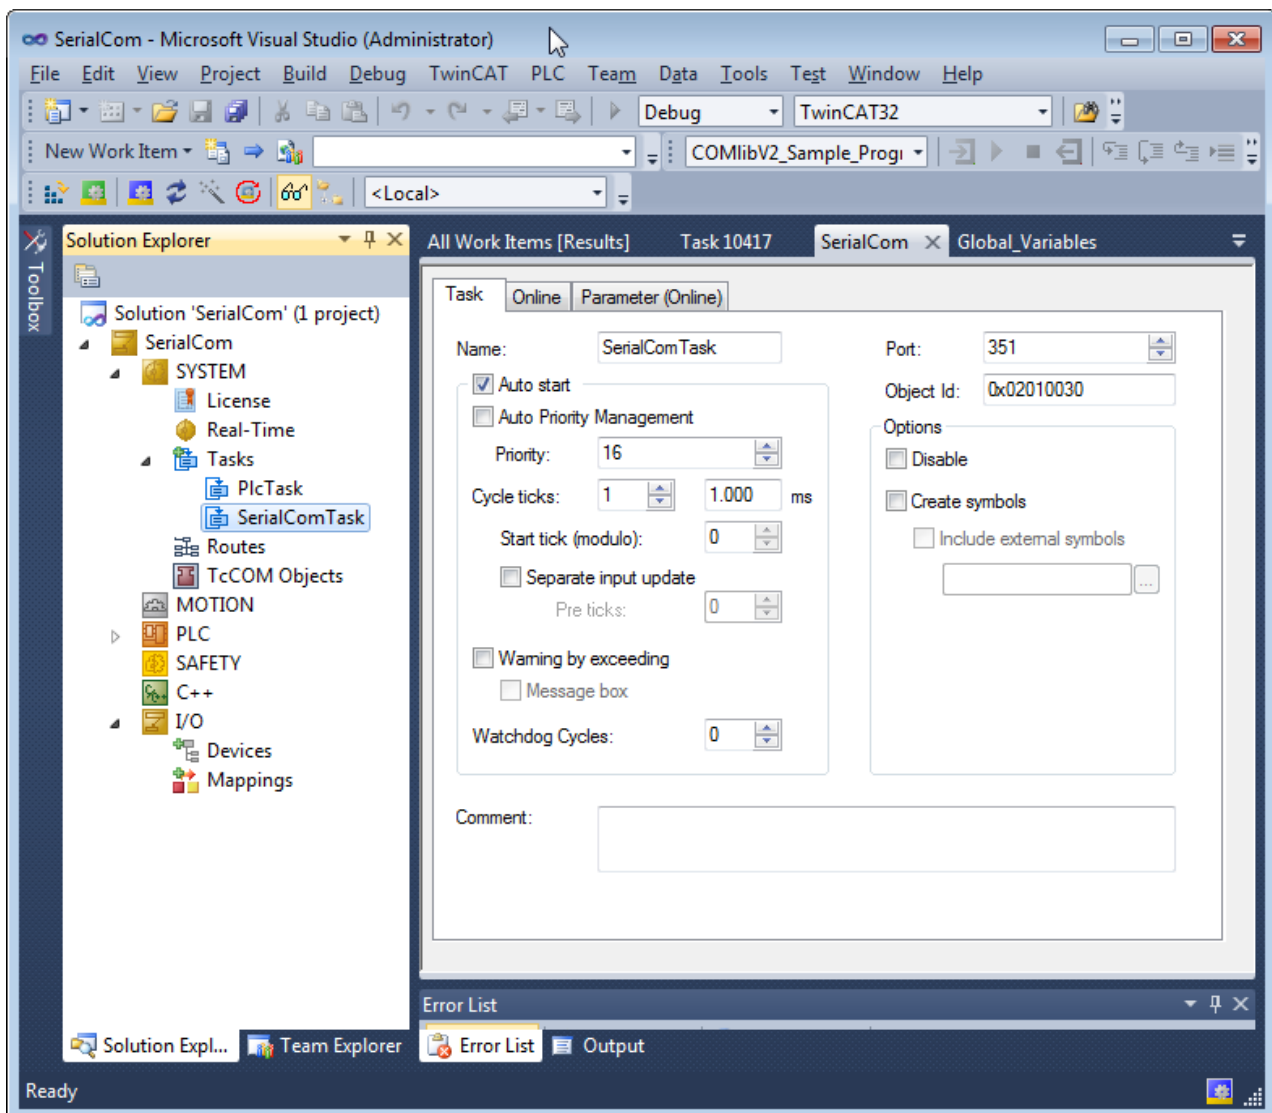 SerialCom - Microsoft Visual Studio (Administrator)
File Edit View Project Build Debug TwinCAT PLC Team Data Tools Test Window Help
Debug TwinCAT32
New Work Item COMlibV2_Sample_Progr
<Local>
Toolbox
Solution Explorer
Solution 'SerialCom' (1 project)
SerialCom
SYSTEM
License
Real-Time
Tasks
PlcTask
SerialComTask
Routes
TcCOM Objects
MOTION
PLC
SAFETY
C++
I/O
Devices
Mappings
Solution Expl... Team Explorer
All Work Items [Results] Task 10417 SerialCom Global_Variables
Task Online Parameter (Online)
Name: SerialComTask
Auto start
Auto Priority Management
Priority: 16
Cycle ticks: 1 1.000 ms
Start tick (modulo): 0
Separate input update
Pre ticks: 0
Warning by exceeding
Message box
Watchdog Cycles: 0
Port: 351
Object Id: 0x02010030
Options
Disable
Create symbols
Include external symbols
...
Comment:
Error List
Error List Output
Ready